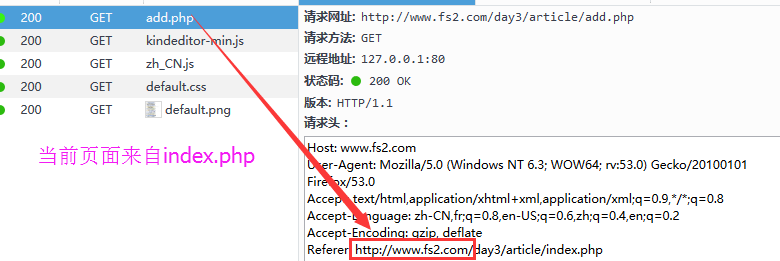 200 GET add.php
200 GET kindeditor-min.js
200 GET zh_CN.js
200 GET default.css
200 GET default.png
当前页面来自index.php
请求网址: http://www.fs2.com/day3/article/add.php
请求方法: GET
远程地址: 127.0.0.1:80
状态码: 200 OK
版本: HTTP/1.1
请求头:
Host: www.fs2.com
User-Agent: Mozilla/5.0 (Windows NT 6.3; WOW64; rv:53.0) Gecko/20100101
Firefox/53.0
Accept: text/html,application/xhtml+xml,application/xml;q=0.9,*/*;q=0.8
Accept-Language: zh-CN,fr;q=0.8,en-US;q=0.6,zh;q=0.4,en;q=0.2
Accept-Encoding: gzip, deflate
Referer: http://www.fs2.com/day3/article/index.php